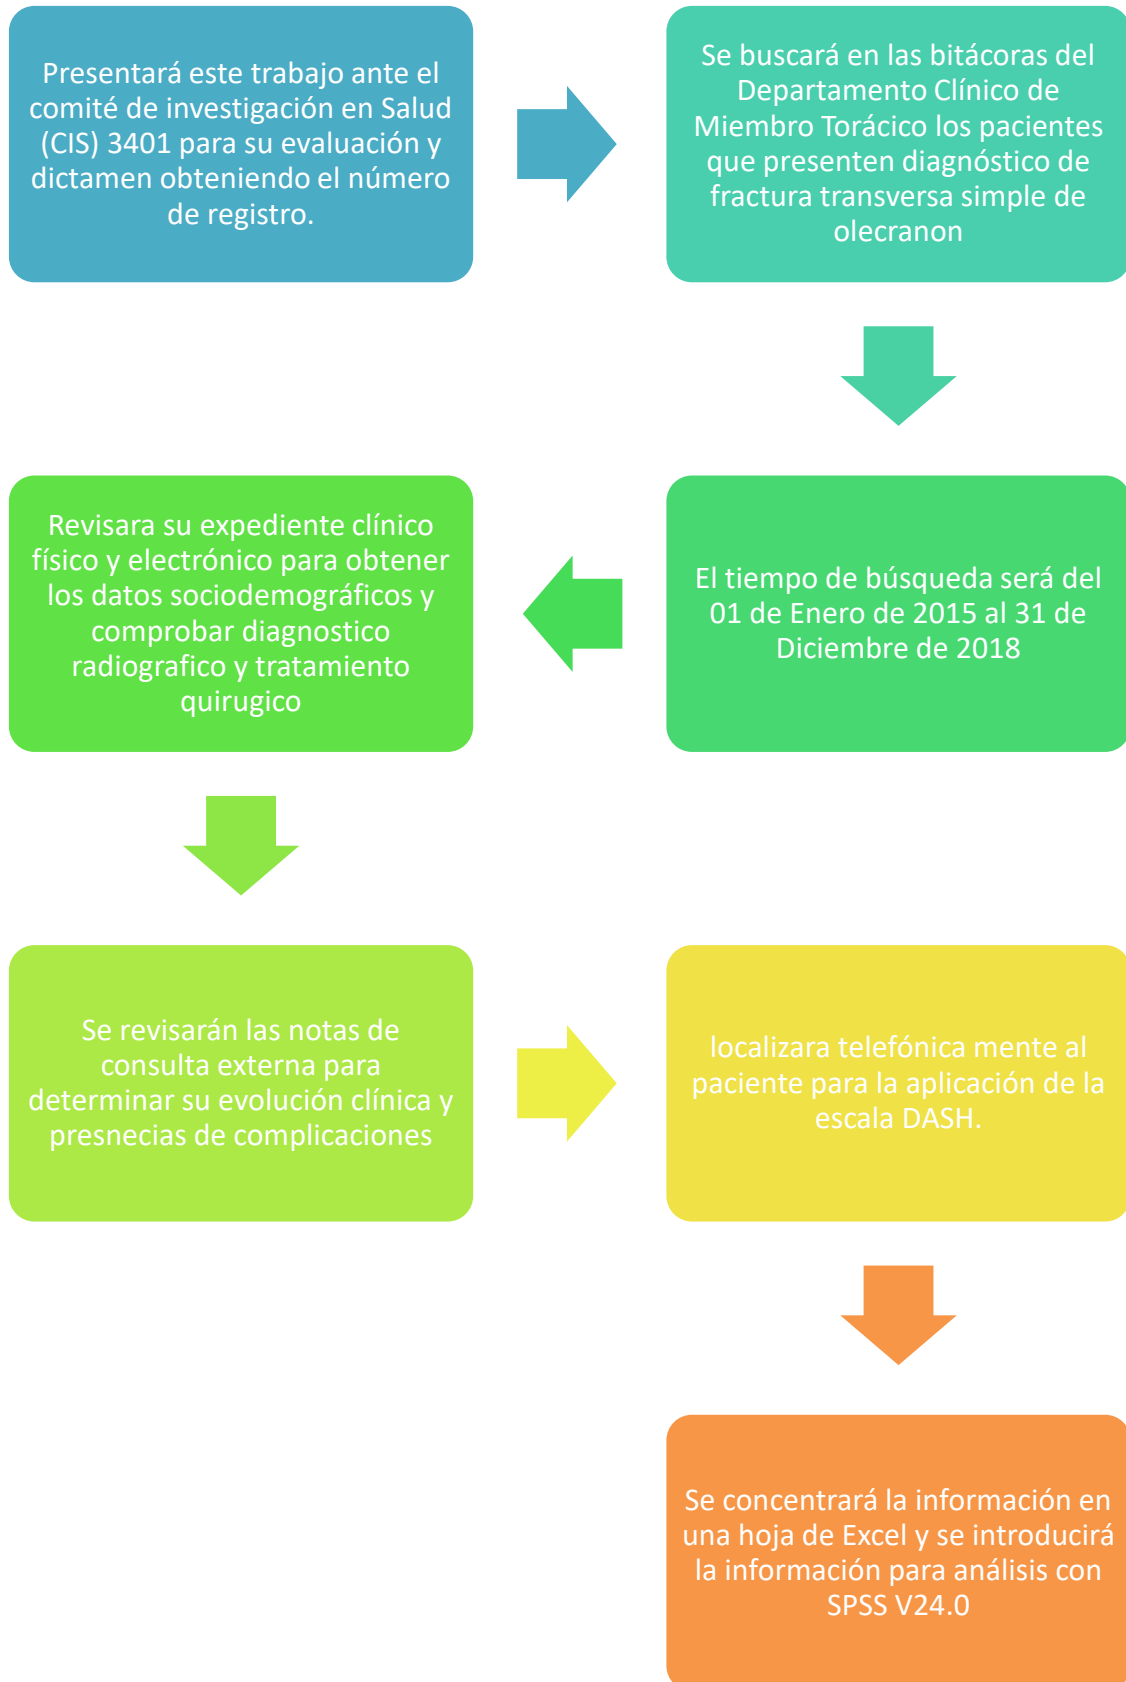 Presentará este trabajo ante el
comité de investigación en Salud
(CIS) 3401 para su evaluación y
dictamen obteniendo el número
de registro.
Se buscará en las bitácoras del
Departamento Clínico de
Miembro Torácico los pacientes
que presenten diagnóstico de
fractura transversa simple de
olecranon
El tiempo de búsqueda será del
01 de Enero de 2015 al 31 de
Diciembre de 2018
Revisara su expediente clínico
físico y electrónico para obtener
los datos sociodemográficos y
comprobar diagnostico
radiografico y tratamiento
quirugico
Se revisarán las notas de
consulta externa para
determinar su evolución clínica y
presnecias de complicaciones
localizara telefónica mente al
paciente para la aplicación de la
escala DASH.
Se concentrará la información en
una hoja de Excel y se introducirá
la información para análisis con
SPSS V24.0